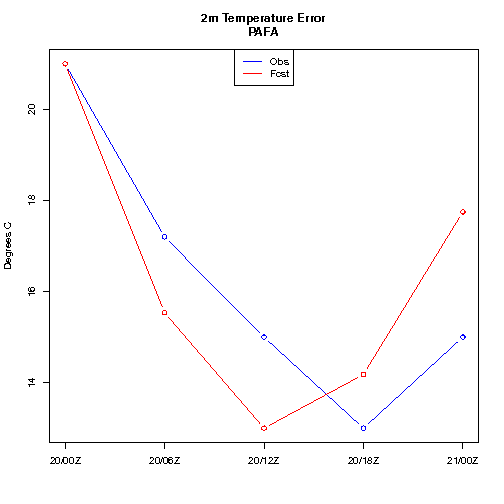 2m Temperature Error
PAFA
Obs
Fcst
Degrees C
20
18
16
14
20/00Z
20/06Z
20/12Z
20/18Z
21/00Z